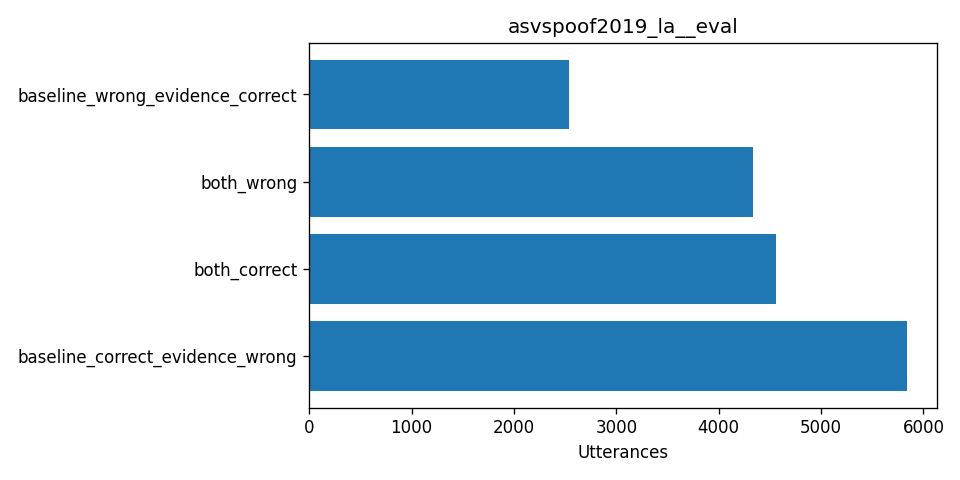 asvspoof2019_la__eval
baseline_wrong_evidence_correct
both_wrong
both_correct
baseline_correct_evidence_wrong
0 1000 2000 3000 4000 5000 6000
Utterances